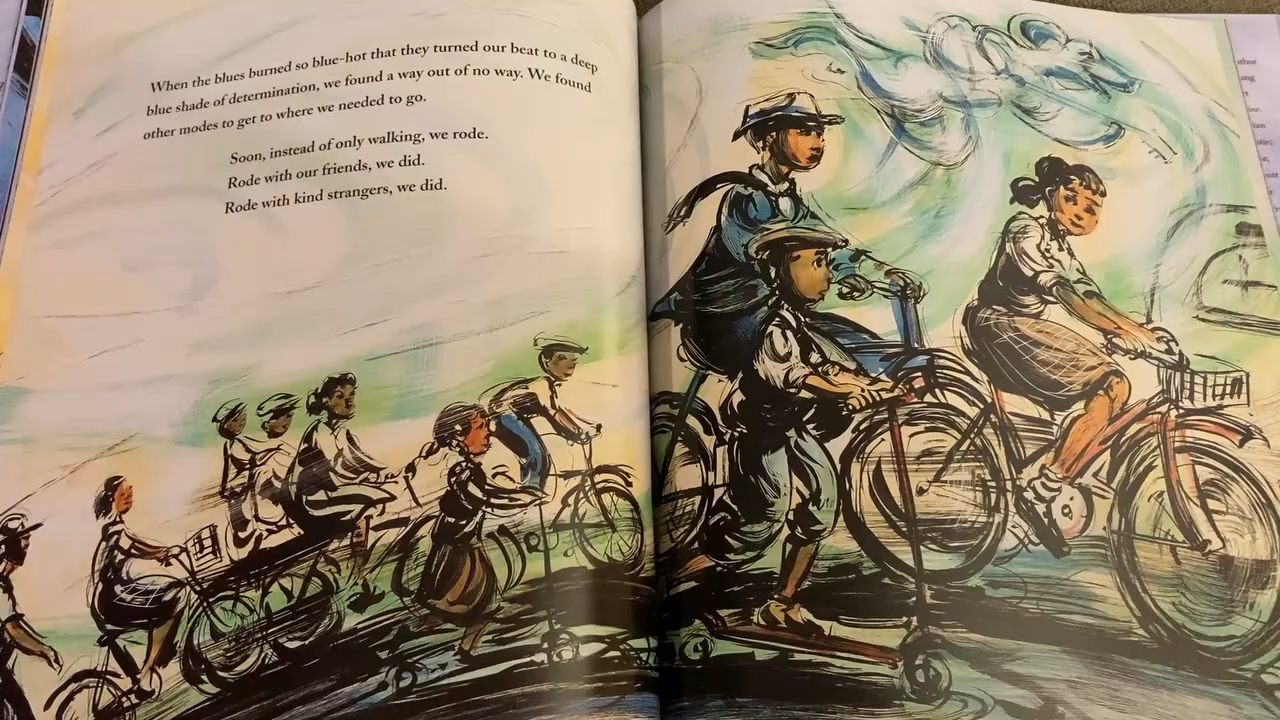 When the blues burned so blue-hot that they turned our beat to a deep
blue shade of determination, we found a way out of no way. We found
other modes to get to where we needed to go.
Soon, instead of only walking, we rode.
Rode with our friends, we did.
Rode with kind strangers, we did.